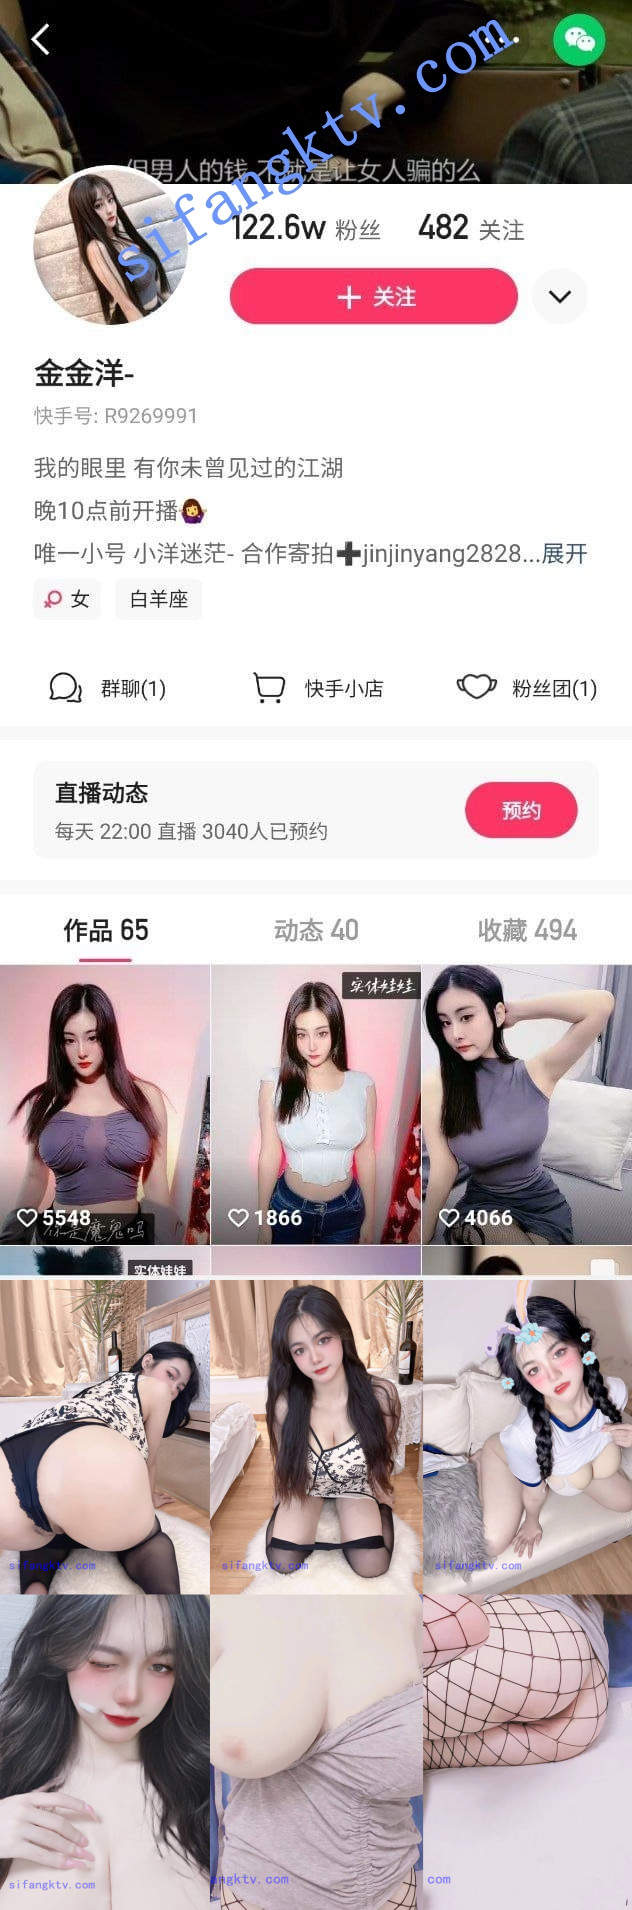 但男人的钱 不就是让女人骗的么
sifangktv.com
122.6w 粉丝 482 关注
+ 关注
金金洋-
快手号: R9269991
我的眼里 有你未曾见过的江湖
晚10点前开播🤷‍♀️
唯一小号 小洋迷茫- 合作寄拍➕jinjinyang2828...展开
女 白羊座
群聊(1) 快手小店 粉丝团(1)
直播动态
每天 22:00 直播 3040人已预约
预约
作品 65 动态 40 收藏 494
实体娃娃
5548 1866 4066
你是魔鬼吗
实体娃娃
sifangktv.com sifangktv.com sifangktv.com
sifangktv.com
angktv.com
com